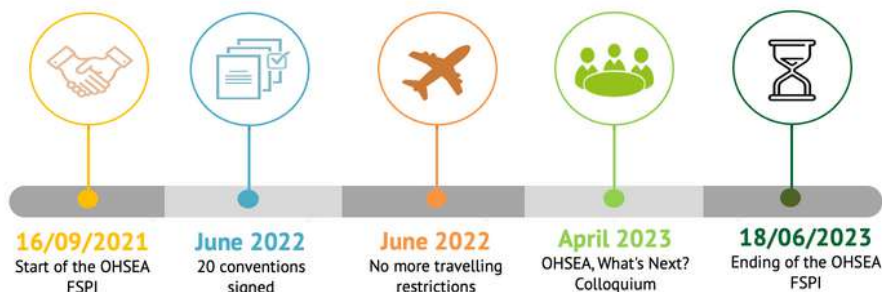 16/09/2021
Start of the OHSEA
FSPI
June 2022
20 conventions
signed
June 2022
No more travelling
restrictions
April 2023
OHSEA, What's Next?
Colloquium
18/06/2023
Ending of the OHSEA
FSPI